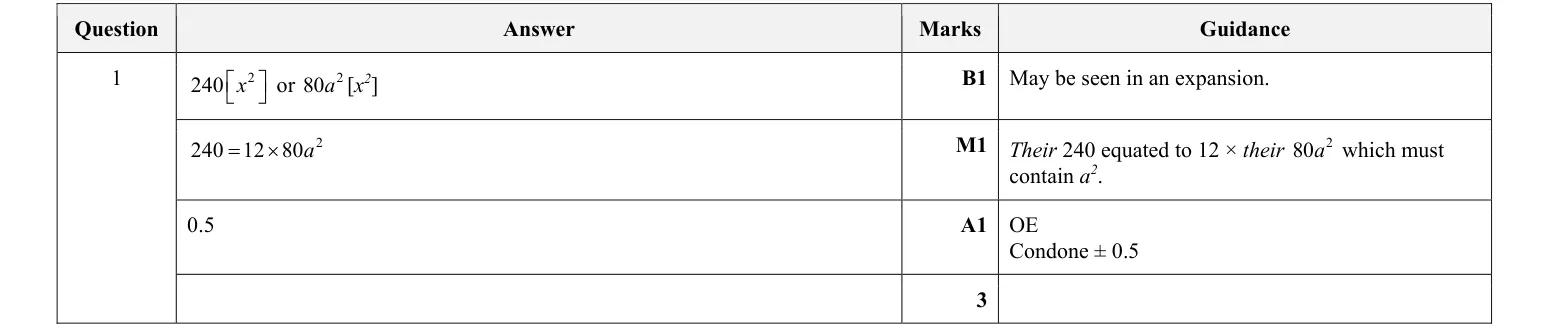 Question Answer Marks Guidance
1 240[x²] or 80a² [x²] B1 May be seen in an expansion.
240 = 12 × 80a² M1 Their 240 equated to 12 × their 80a² which must
contain a².
0.5 A1 OE
Condone ± 0.5
3